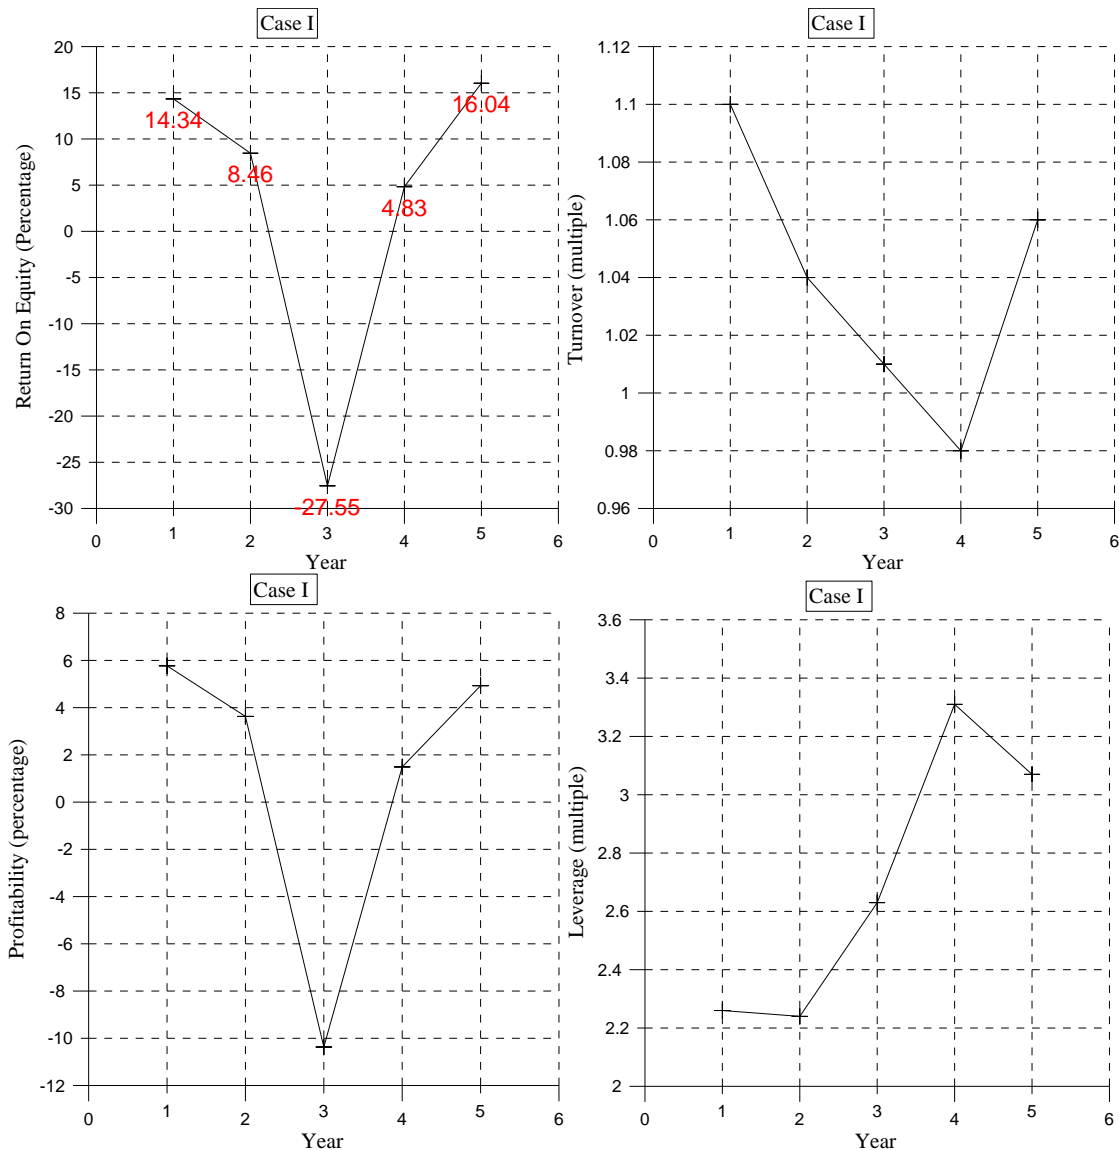 Case I
20
15
10
5
0
-5
-10
-15
-20
-25
-30
Return On Equity (Percentage)
14.34
8.46
-27.55
4.83
16.04
0 1 2 3 4 5 6
Year
Case I
1.12
1.1
1.08
1.06
1.04
1.02
1
0.98
0.96
Turnover (multiple)
0 1 2 3 4 5 6
Year
Case I
8
6
4
2
0
-2
-4
-6
-8
-10
-12
Profitability (percentage)
0 1 2 3 4 5 6
Year
Case I
3.6
3.4
3.2
3
2.8
2.6
2.4
2.2
2
Leverage (multiple)
0 1 2 3 4 5 6
Year